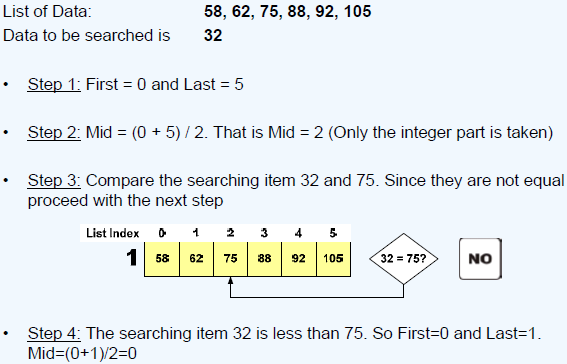 List of Data: 58, 62, 75, 88, 92, 105
Data to be searched is 32
• Step 1: First = 0 and Last = 5
• Step 2: Mid = (0 + 5) / 2. That is Mid = 2 (Only the integer part is taken)
• Step 3: Compare the searching item 32 and 75. Since they are not equal
proceed with the next step
List Index 0 1 2 3 4 5
1 58 62 75 88 92 105 32 = 75? NO
• Step 4: The searching item 32 is less than 75. So First=0 and Last=1.
Mid=(0+1)/2=0